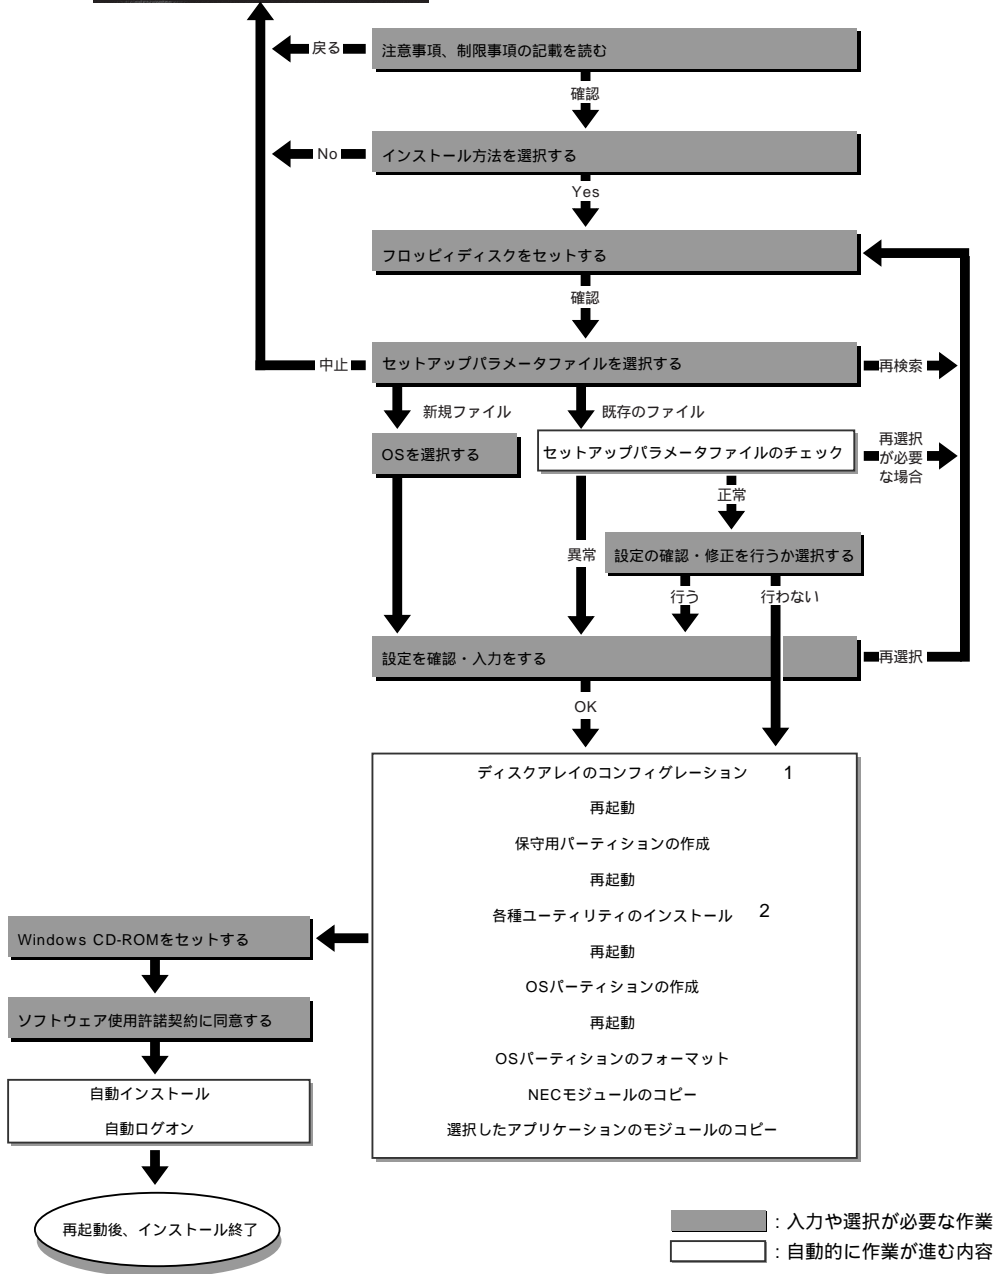 戻る
注意事項、制限事項の記載を読む
確認
No
インストール方法を選択する
Yes
フロッピィディスクをセットする
確認
中止
セットアップパラメータファイルを選択する
再検索
新規ファイル
既存のファイル
OSを選択する
セットアップパラメータファイルのチェック
再選択
が必要
な場合
正常
異常
設定の確認・修正を行うか選択する
行う
行わない
設定を確認・入力をする
再選択
OK
ディスクアレイのコンフィグレーション 1
再起動
保守用パーティションの作成
再起動
各種ユーティリティのインストール 2
再起動
OSパーティションの作成
再起動
OSパーティションのフォーマット
NECモジュールのコピー
選択したアプリケーションのモジュールのコピー
Windows CD-ROMをセットする
ソフトウェア使用許諾契約に同意する
自動インストール
自動ログオン
再起動後、インストール終了
：入力や選択が必要な作業
：自動的に作業が進む内容